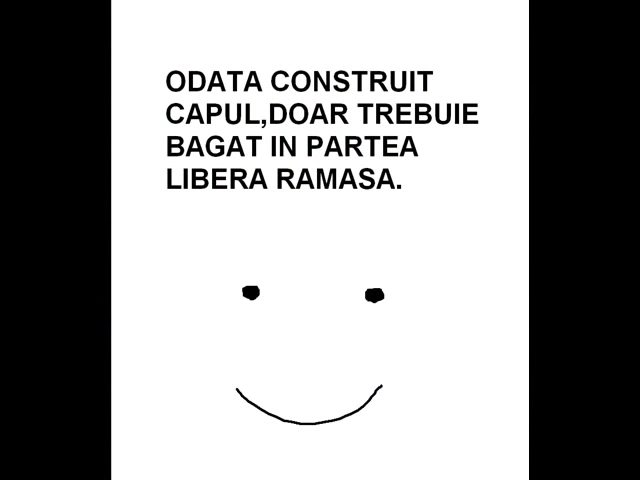 ODATA CONSTRUIT
CAPUL,DOAR TREBUIE
BAGAT IN PARTEA
LIBERA RAMASA.